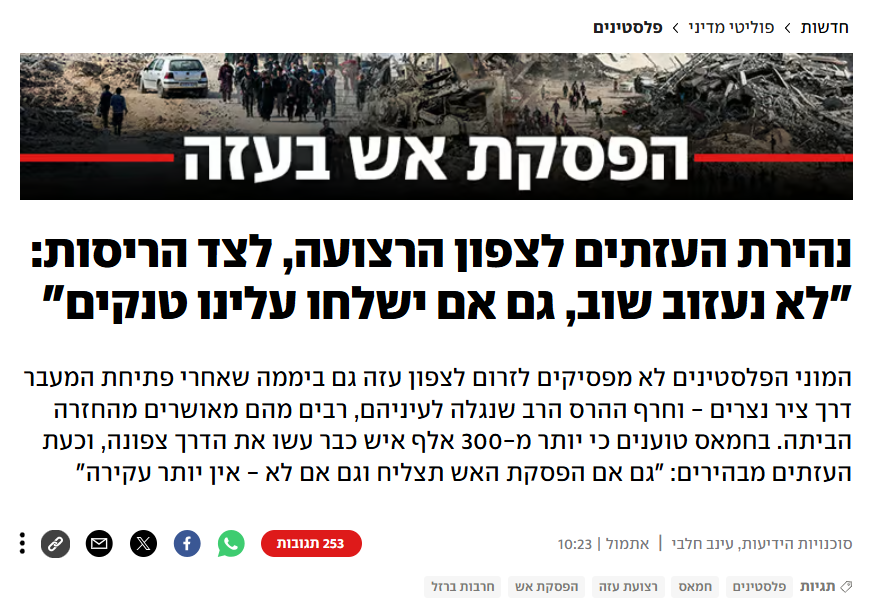 חדשות › פוליטי מדיני › פלסטינים
הפסקת אש בעזה
נהירת העזתים לצפון הרצועה, לצד הריסות:
"לא נעזוב שוב, גם אם ישלחו עלינו טנקים"
המוני הפלסטינים לא מפסיקים לזרום לצפון עזה גם ביממה שאחרי פתיחת המעבר
דרך ציר נצרים - וחרף ההרס הרב שנגלה לעיניהם, רבים מהם מאושרים מהחזרה
הביתה. בחמאס טוענים כי יותר מ-300 אלף איש כבר עשו את הדרך צפונה, וכעת
העזתים מבהירים: "גם אם הפסקת האש תצליח וגם אם לא - אין יותר עקירה"
סוכנויות הידיעות, עינב חלבי | אתמול | 10:23 253 תגובות
תגיות פלסטינים חמאס רצועת עזה הפסקת אש חרבות ברזל